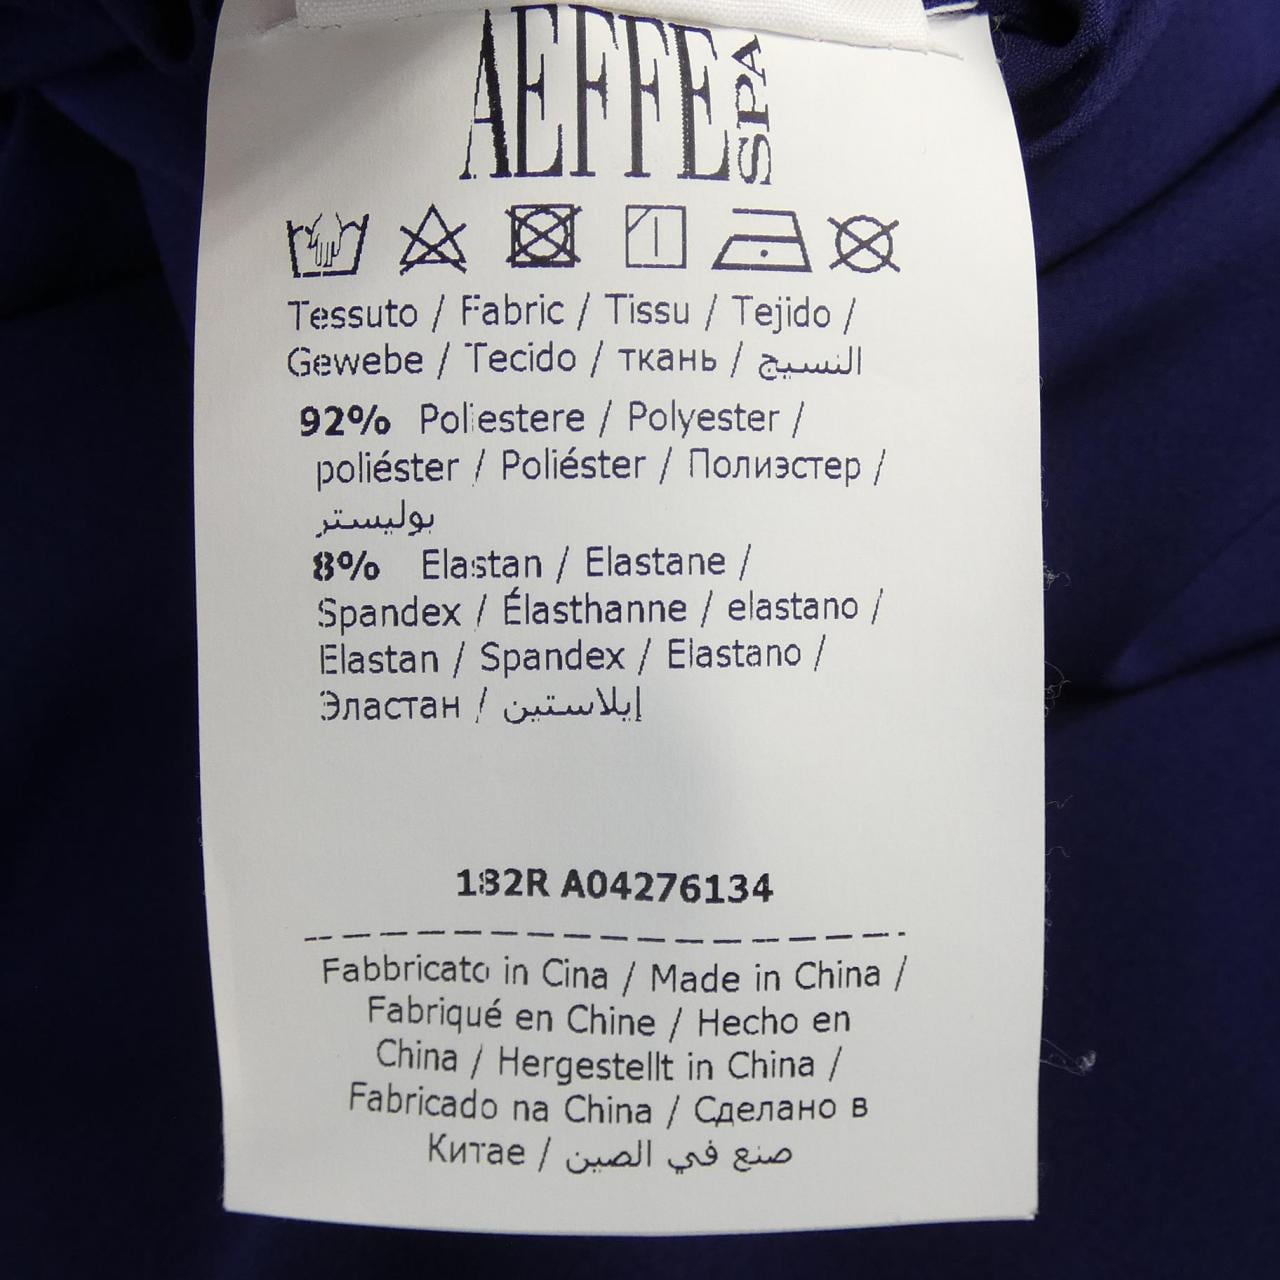 AEFFE SPA
Tessuto / Fabric / Tissu / Tejido /
Gewebe / Tecido / ткань / النسيج
92% Poliestere / Polyester /
poliéster / Poliéster / Полиэстер /
بوليستر
8% Elastan / Elastane /
Spandex / Élasthanne / elastano /
Elastan / Spandex / Elastano /
Эластан / إيلاستين
182R A04276134
Fabbricato in Cina / Made in China /
Fabriqué en Chine / Hecho en
China / Hergestellt in China /
Fabricado na China / Сделано в
Китае / صنع في الصين